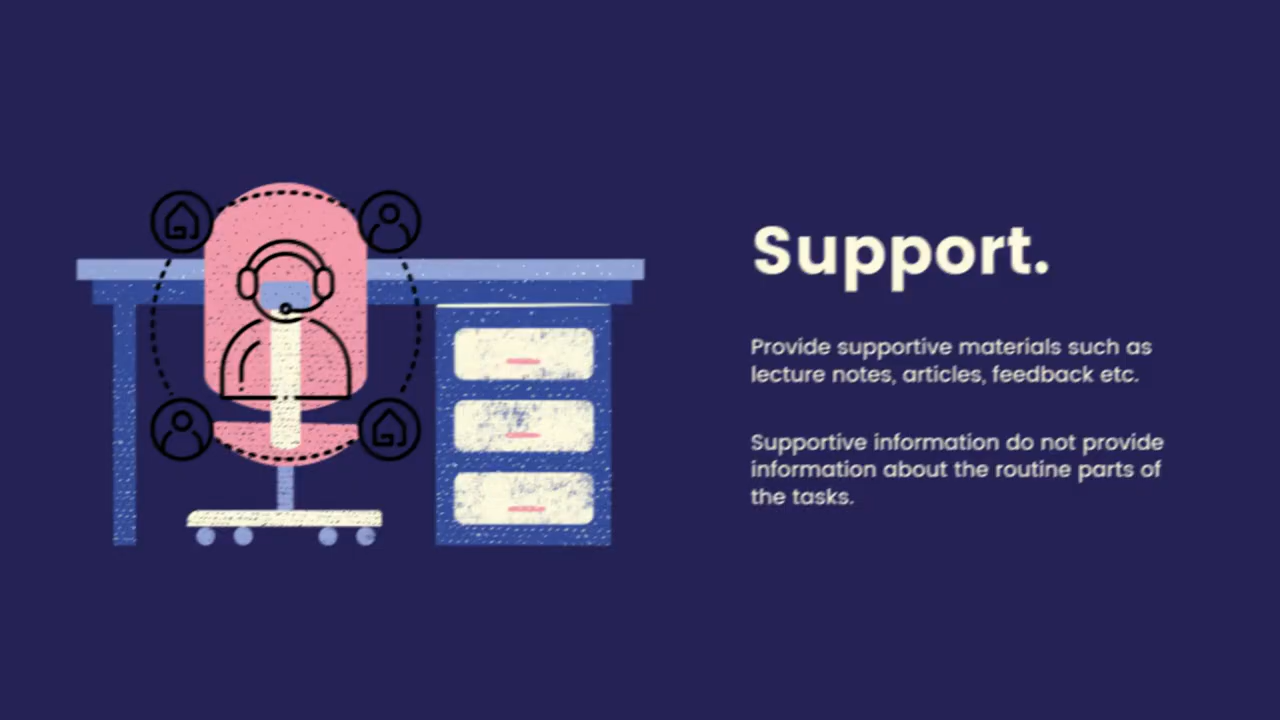 Support.
Provide supportive materials such as
lecture notes, articles, feedback etc.
Supportive information do not provide
information about the routine parts of
the tasks.